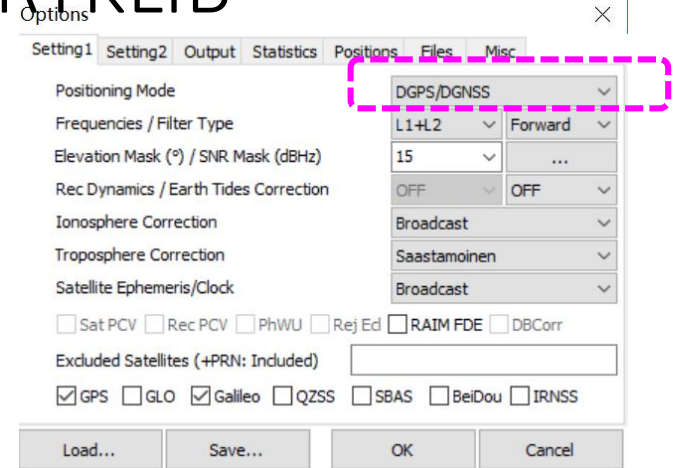 RTKLIB
Options
Setting1 Setting2 Output Statistics Positions Files Misc
Positioning Mode DGPS/DGNSS
Frequencies / Filter Type L1+L2 Forward
Elevation Mask (°) / SNR Mask (dBHz) 15 ...
Rec Dynamics / Earth Tides Correction OFF OFF
Ionosphere Correction Broadcast
Troposphere Correction Saastamoinen
Satellite Ephemeris/Clock Broadcast
Sat PCV Rec PCV PhWU Rej Ed RAIM FDE DBCorr
Excluded Satellites (+PRN: Included)
GPS GLO Galileo QZSS SBAS BeiDou IRNSS
Load... Save... OK Cancel